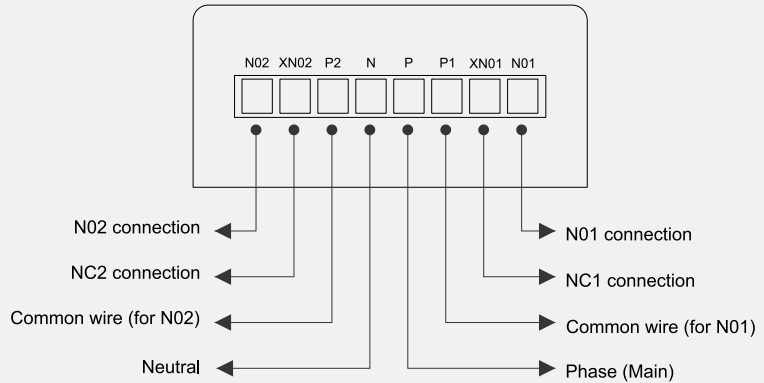 N02 XN02 P2 N P P1 XN01 N01
N02 connection
N01 connection
NC2 connection
NC1 connection
Common wire (for N02)
Common wire (for N01)
Neutral
Phase (Main)